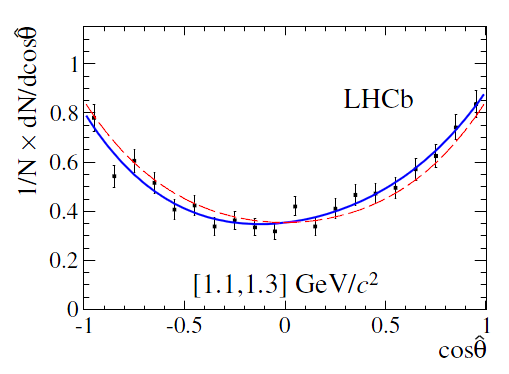 1/N × dN/dcosθ̂
1
0.8
0.6
0.4
0.2
0
LHCb
[1.1,1.3] GeV/c²
-1 -0.5 0 0.5 1
cosθ̂